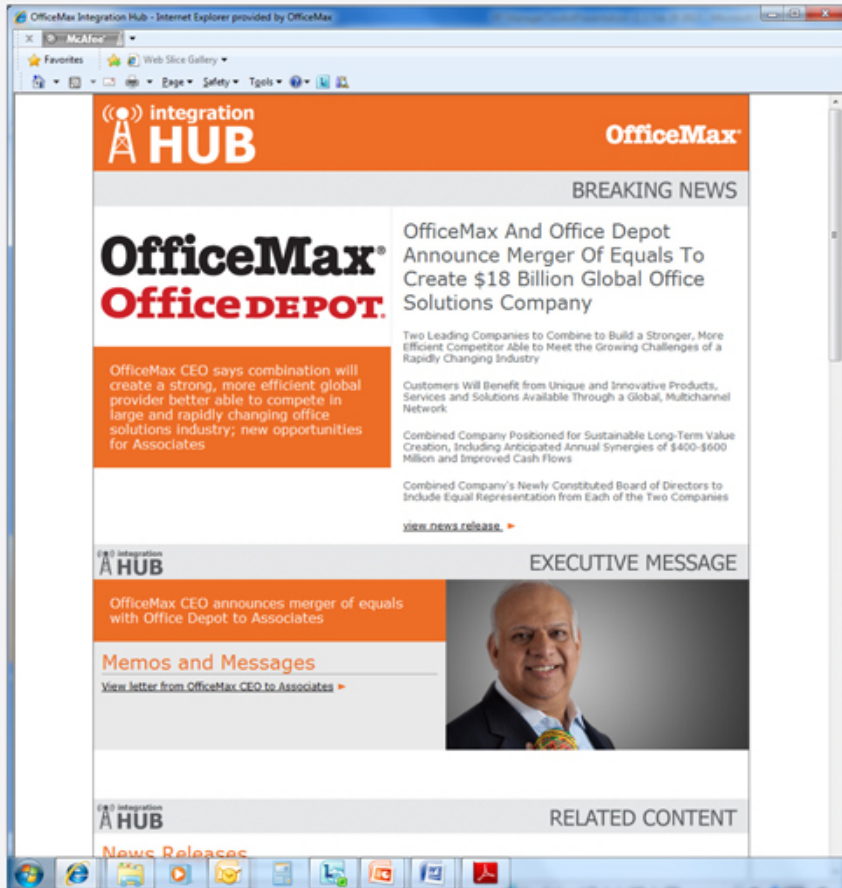 OfficeMax Integration Hub - Internet Explorer provided by OfficeMax
X McAfee
Favorites Web Slice Gallery
Page Safety Tools
integration
HUB
OfficeMax®
BREAKING NEWS
OfficeMax®
Office DEPOT.
OfficeMax CEO says combination will
create a strong, more efficient global
provider better able to compete in
large and rapidly changing office
solutions industry; new opportunities
for Associates
OfficeMax And Office Depot
Announce Merger Of Equals To
Create $18 Billion Global Office
Solutions Company
Two Leading Companies to Combine to Build a Stronger, More
Efficient Competitor Able to Meet the Growing Challenges of a
Rapidly Changing Industry
Customers Will Benefit from Unique and Innovative Products,
Services and Solutions Available Through a Global, Multichannel
Network
Combined Company Positioned for Sustainable Long-Term Value
Creation, Including Anticipated Annual Synergies of $400-$600
Million and Improved Cash Flows
Combined Company's Newly Constituted Board of Directors to
Include Equal Representation from Each of the Two Companies
view news release
integration
HUB
EXECUTIVE MESSAGE
OfficeMax CEO announces merger of equals
with Office Depot to Associates
Memos and Messages
View letter from OfficeMax CEO to Associates
integration
HUB
RELATED CONTENT
News Releases